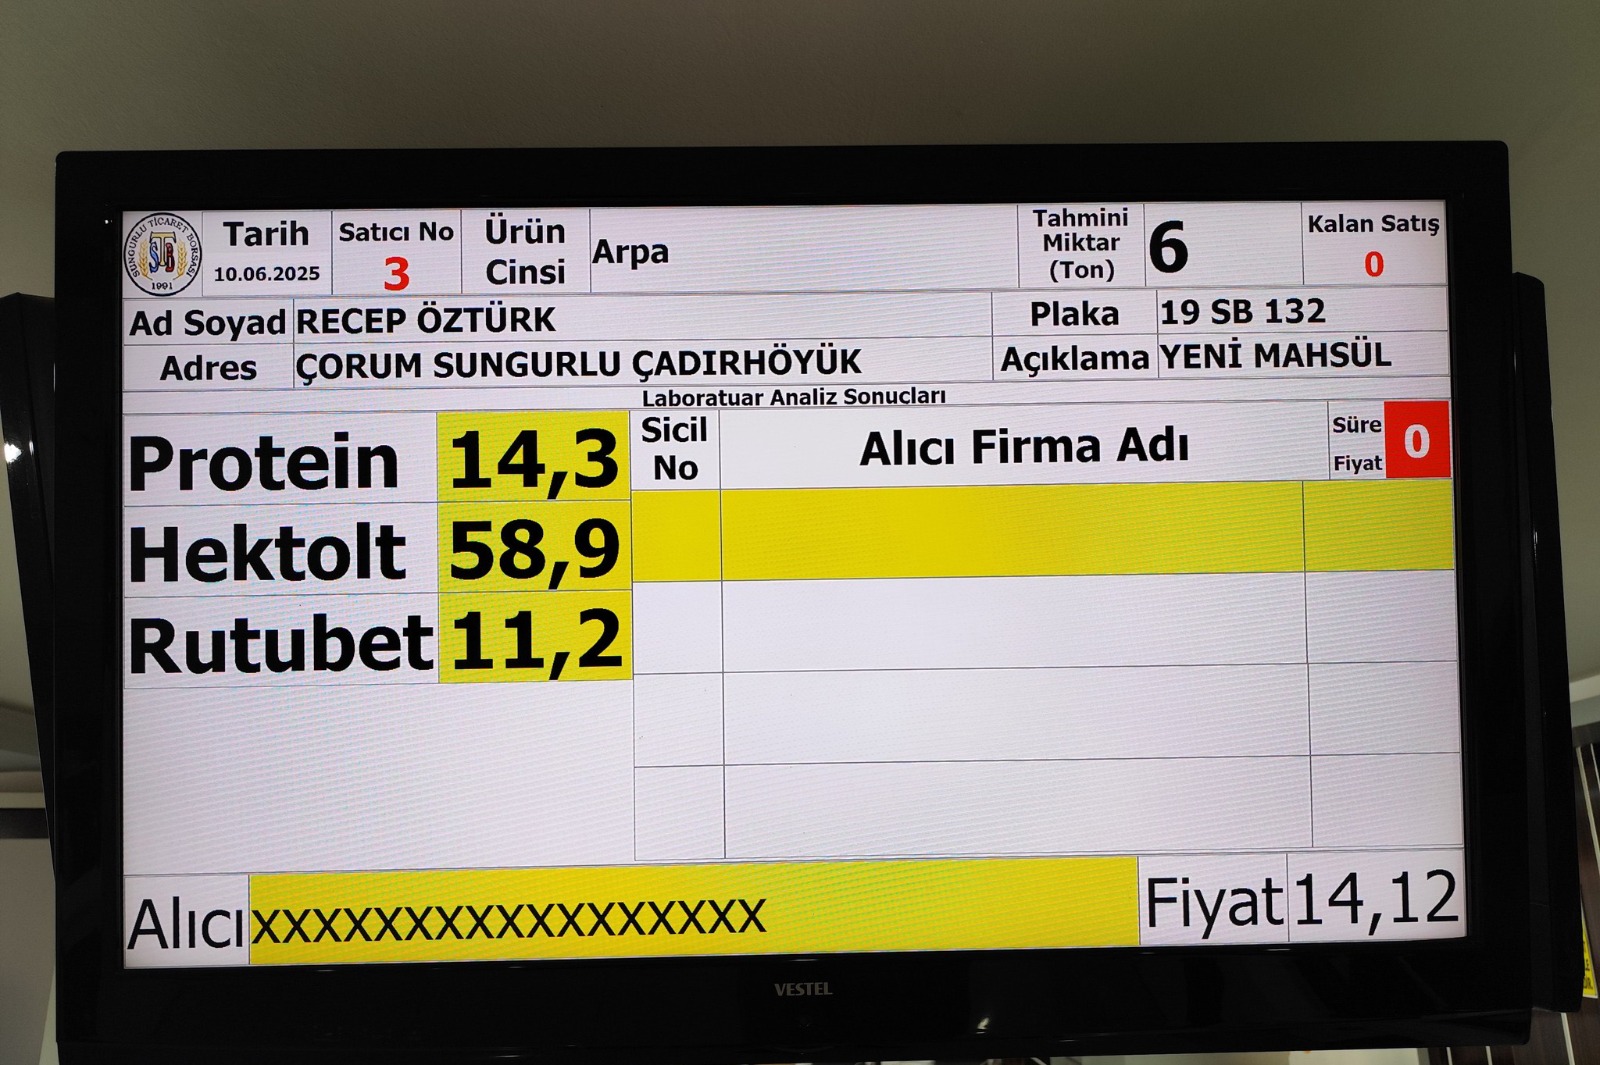 SUNGURLU TİCARET BORSASI
STB
1991
Tarih
10.06.2025
Satıcı No
3
Ürün
Cinsi
Arpa
Tahmini
Miktar
(Ton)
6
Kalan Satış
0
Ad Soyad RECEP ÖZTÜRK
Plaka 19 SB 132
Adres ÇORUM SUNGURLU ÇADIRHÖYÜK
Açıklama YENİ MAHSÜL
Laboratuar Analiz Sonuçları
Protein 14,3
Hektolt 58,9
Rutubet 11,2
Sicil
No
Alıcı Firma Adı
Süre
Fiyat
0
Alıcı xxxxxxxxxxxxxxxxx
Fiyat 14,12
VESTEL